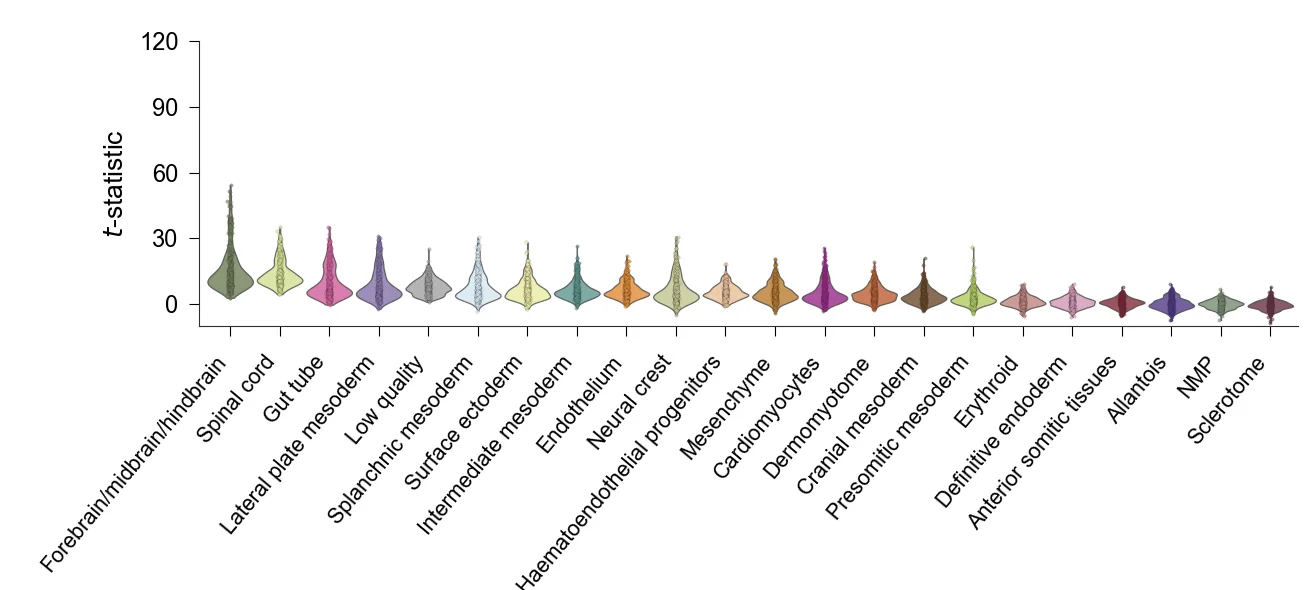 120
90
60
30
0
t-statistic
Forebrain/midbrain/hindbrain
Spinal cord
Gut tube
Lateral plate mesoderm
Low quality
Splanchnic mesoderm
Surface ectoderm
Intermediate mesoderm
Endothelium
Neural crest
Haematoendothelial progenitors
Mesenchyme
Cardiomyocytes
Dermomyotome
Cranial mesoderm
Presomitic mesoderm
Erythroid
Definitive endoderm
Anterior somitic tissues
Allantois
NMP
Sclerotome